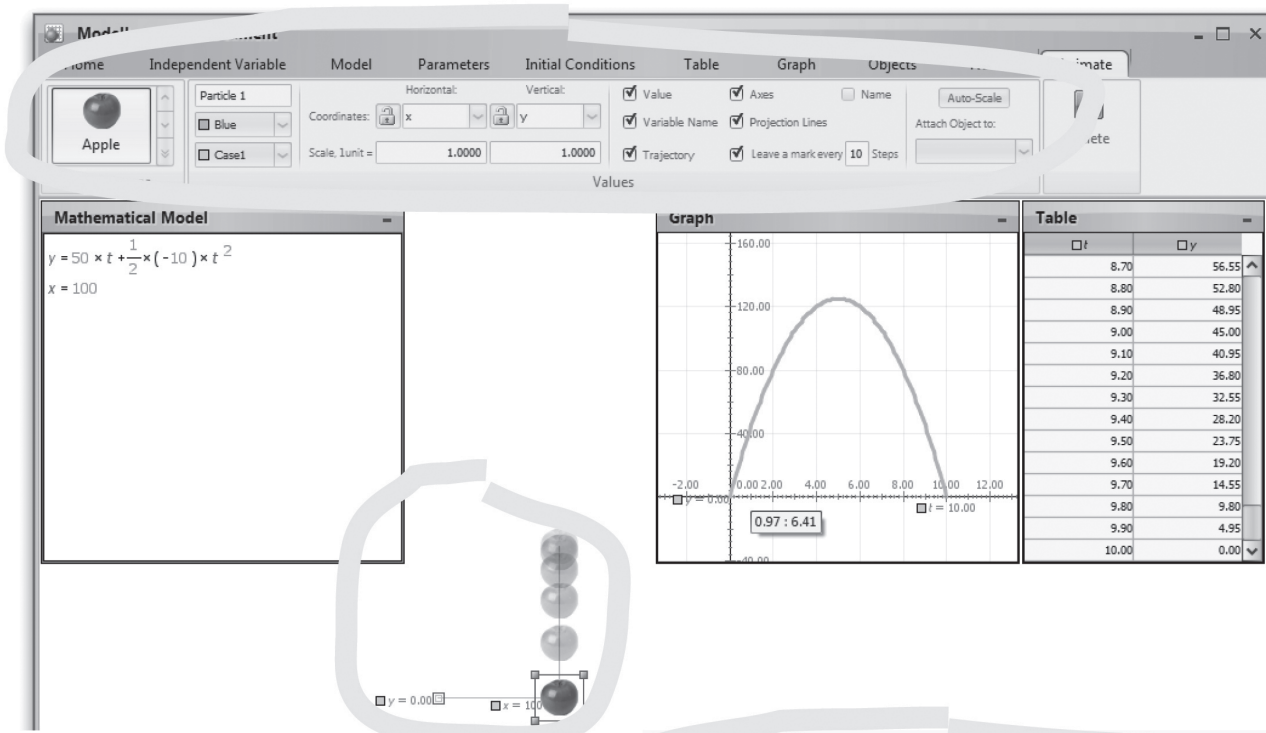 Independent Variable Model Parameters Initial Conditions Table Graph Objects
Apple
Particle 1
Blue
Case1
Horizontal: Vertical:
Coordinates: x y
Scale, 1unit = 1.0000 1.0000
Value Axes Name
Variable Name Projection Lines
Trajectory Leave a mark every 10 Steps
Auto-Scale
Attach Object to:
Values
Mathematical Model
y = 50 × t + 1/2 × ( -10 ) × t 2
x = 100
Graph
160.00
120.00
80.00
40.00
-2.00 0.00 2.00 4.00 6.00 8.00 10.00 12.00
y = 0.00
t = 10.00
0.97 : 6.41
-40.00
Table
t y
8.70 56.55
8.80 52.80
8.90 48.95
9.00 45.00
9.10 40.95
9.20 36.80
9.30 32.55
9.40 28.20
9.50 23.75
9.60 19.20
9.70 14.55
9.80 9.80
9.90 4.95
10.00 0.00
y = 0.00
x = 100